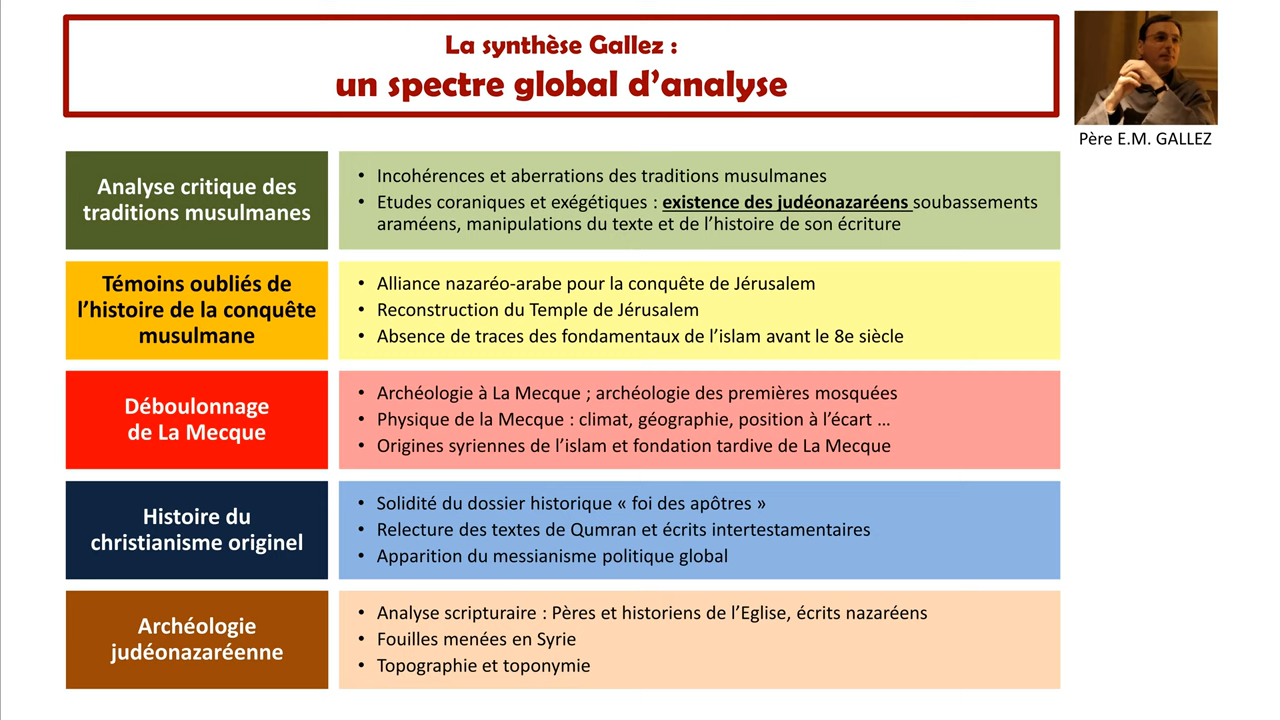 La synthèse Gallez :
un spectre global d'analyse
Père E.M. GALLEZ
Analyse critique des
traditions musulmanes
• Incohérences et aberrations des traditions musulmanes
• Etudes coraniques et exégétiques : existence des judéonazaréens soubassements
araméens, manipulations du texte et de l'histoire de son écriture
Témoins oubliés de
l'histoire de la conquête
musulmane
• Alliance nazaréo-arabe pour la conquête de Jérusalem
• Reconstruction du Temple de Jérusalem
• Absence de traces des fondamentaux de l'islam avant le 8e siècle
Déboulonnage
de La Mecque
• Archéologie à La Mecque ; archéologie des premières mosquées
• Physique de la Mecque : climat, géographie, position à l'écart ...
• Origines syriennes de l'islam et fondation tardive de La Mecque
Histoire du
christianisme originel
• Solidité du dossier historique « foi des apôtres »
• Relecture des textes de Qumran et écrits intertestamentaires
• Apparition du messianisme politique global
Archéologie
judéonazaréenne
• Analyse scripturaire : Pères et historiens de l'Eglise, écrits nazaréens
• Fouilles menées en Syrie
• Topographie et toponymie